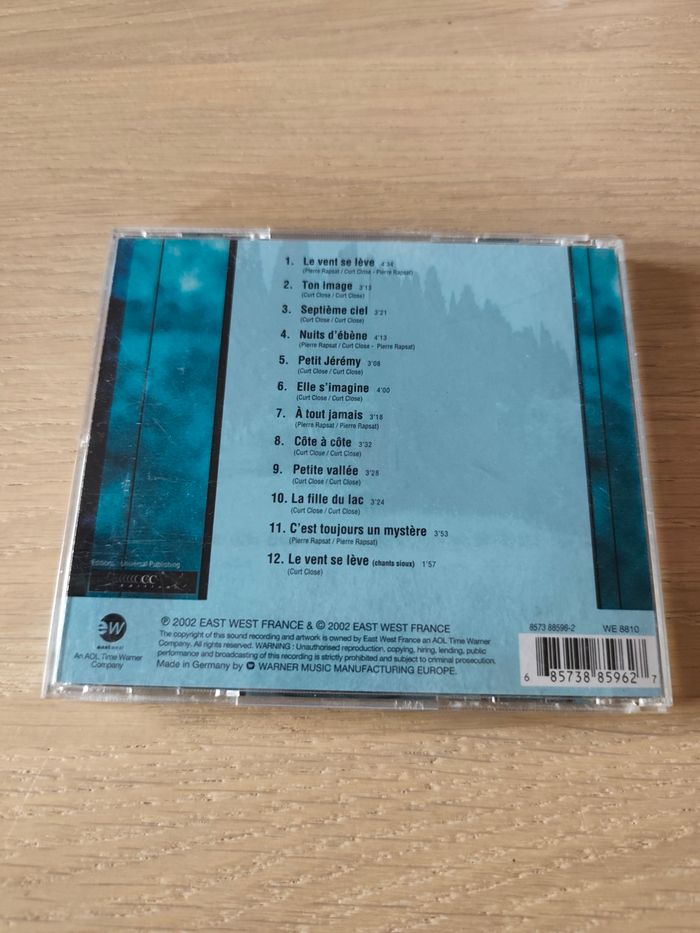 1. Le vent se lève 4'34
(Pierre Rapsat / Curt Close - Pierre Rapsat)
2. Ton image 3'13
(Curt Close / Curt Close)
3. Septième ciel 3'21
(Curt Close / Curt Close)
4. Nuits d'ébène 4'13
(Pierre Rapsat / Curt Close - Pierre Rapsat)
5. Petit Jérémy 3'08
(Curt Close / Curt Close)
6. Elle s'imagine 4'00
(Curt Close / Curt Close)
7. À tout jamais 3'18
(Pierre Rapsat / Pierre Rapsat)
8. Côte à côte 3'32
(Curt Close / Curt Close)
9. Petite vallée 3'28
(Curt Close / Curt Close)
10. La fille du lac 3'24
(Curt Close / Curt Close)
11. C'est toujours un mystère 3'53
(Pierre Rapsat / Pierre Rapsat)
12. Le vent se lève (chants sioux) 1'57
(Curt Close)
Universal Publishing
ew
eastwest
An AOL Time Warner
Company
℗ 2002 EAST WEST FRANCE & © 2002 EAST WEST FRANCE
The copyright of this sound recording and artwork is owned by East West France an AOL Time Warner
Company. All rights reserved. WARNING : Unauthorised reproduction, copying, hiring, lending, public
performance and broadcasting of this recording is strictly prohibited and subject to criminal prosecution.
Made in Germany by WARNER MUSIC MANUFACTURING EUROPE.
8573 88596-2 WE 8810
6 85738 85962 7